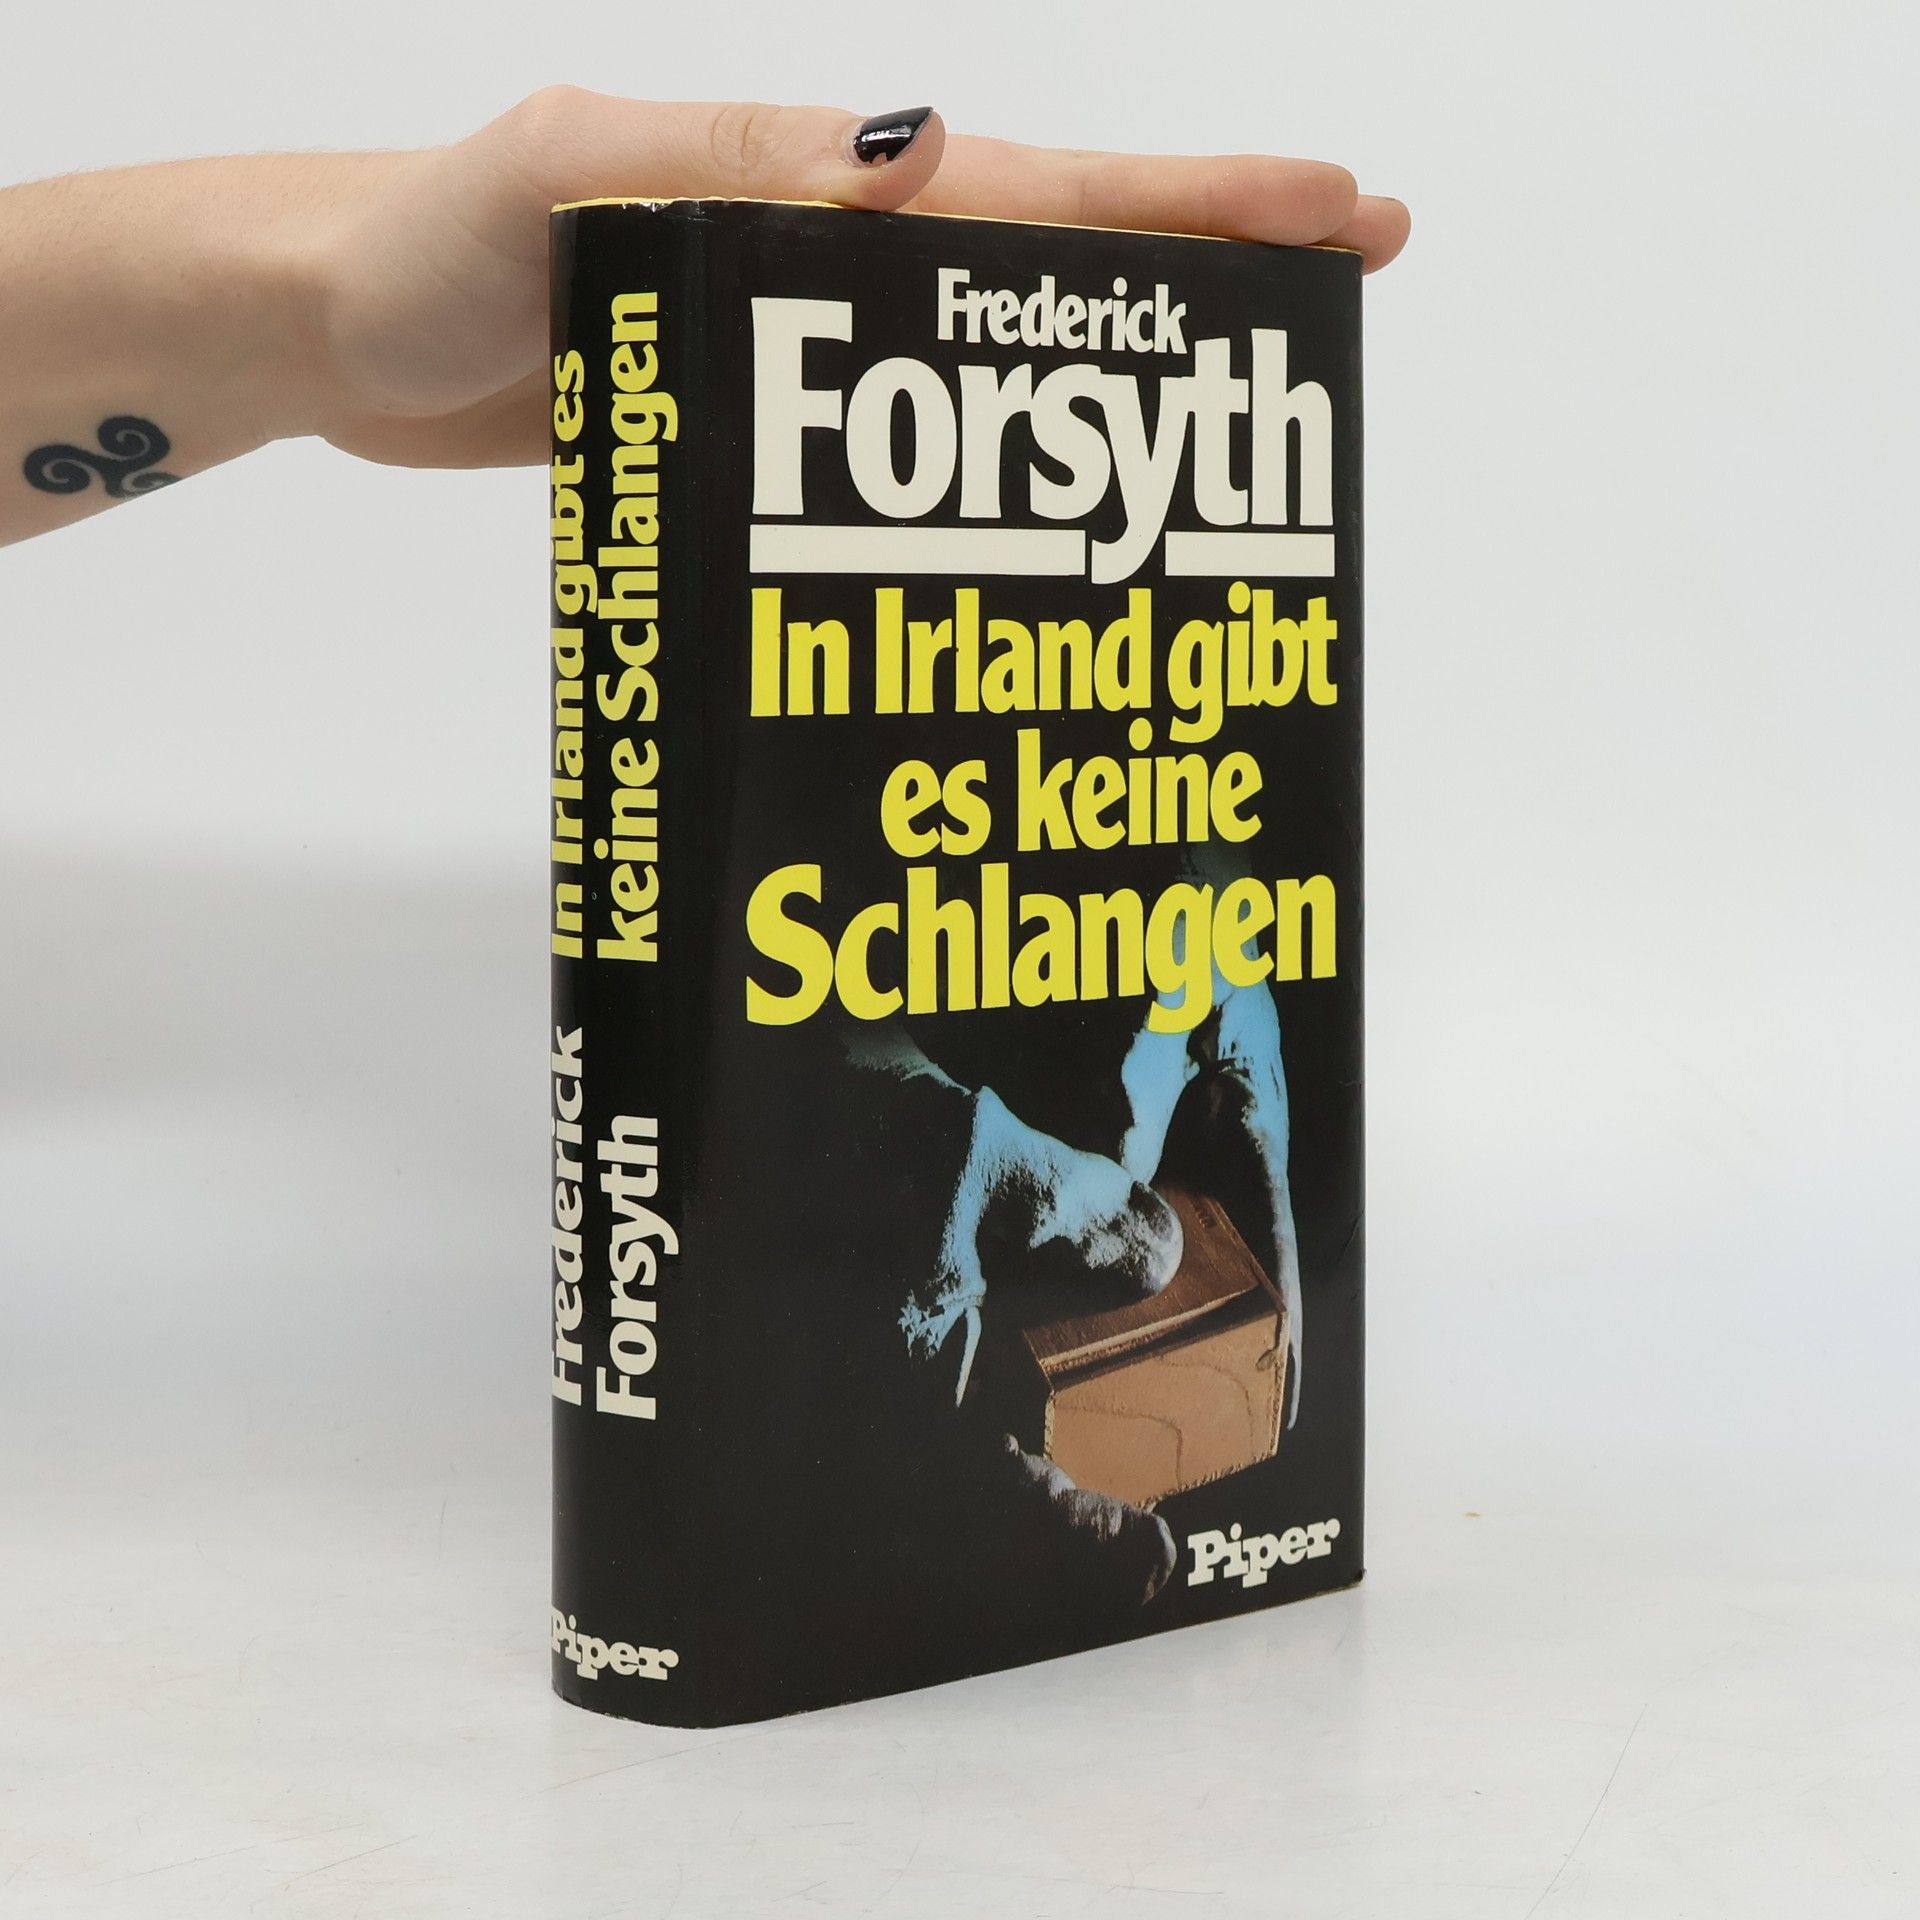 In Irland gibt es
keine Schlangen
Frederick
Forsyth
Piper
Frederick
Forsyth
In Irland gibt
es keine
Schlangen
Piper